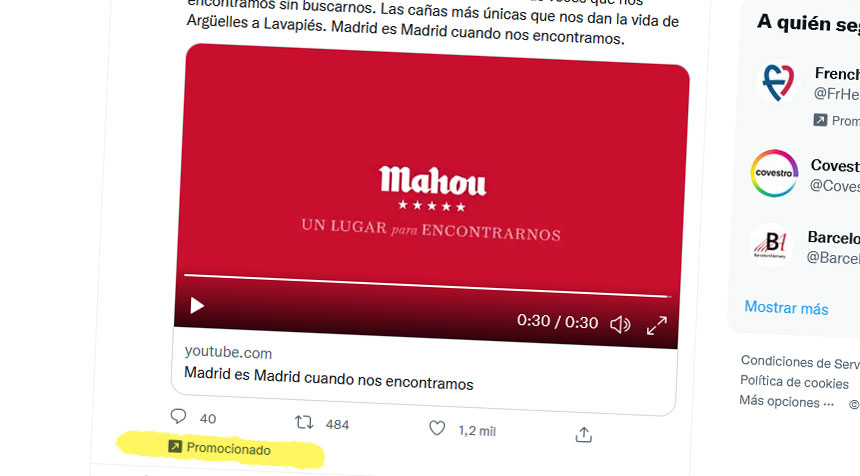 encontramos sin buscarnos. Las cañas más únicas que nos dan la vida de
Argüelles a Lavapiés. Madrid es Madrid cuando nos encontramos.
Mahou
UN LUGAR para ENCONTRARNOS
0:30 / 0:30
youtube.com
Madrid es Madrid cuando nos encontramos
40
484
1,2 mil
Promocionado
A quién seg
French
@FrHe
Prom
covestro
Covest
@Coves
B1
Barcelo
@Barcel
Mostrar más
Condiciones de Serv
Política de cookies
Más opciones ··· ©